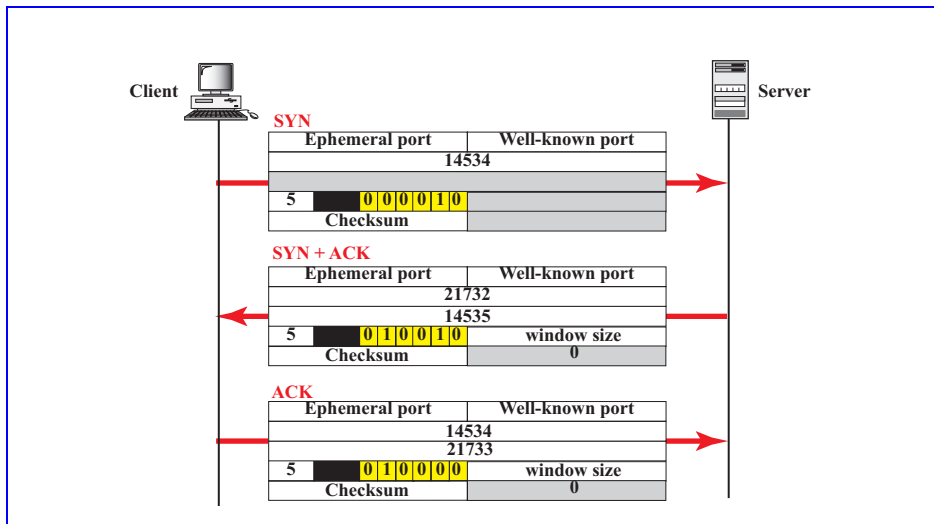 Client
Server
SYN
Ephemeral port Well-known port
14534
5 0 0 0 0 1 0
Checksum
SYN + ACK
Ephemeral port Well-known port
21732
14535
5 0 1 0 0 1 0 window size
Checksum 0
ACK
Ephemeral port Well-known port
14534
21733
5 0 1 0 0 0 0 window size
Checksum 0